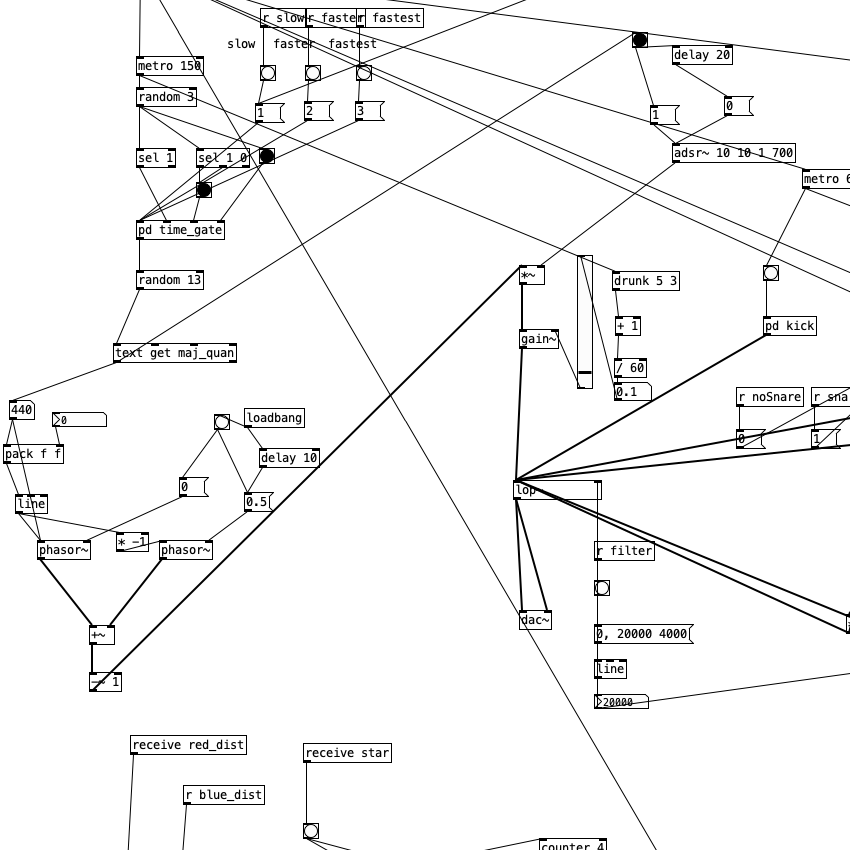 r slow r faster r fastest
slow faster fastest
delay 20
metro 150
random 3
1 2 3
1 0
sel 1 sel 1 0
adsr~ 10 10 1 700
metro 6
pd time_gate
random 13
*~
drunk 5 3
+ 1
pd kick
gain~
text get maj_quan
/ 60
0.1
r noSnare r sna
440
0
loadbang
0 1
pack f f
delay 10
0
lop~
line
0.5
* -1
phasor~ phasor~
r filter
dac~
+~
0, 20000 4000
line
-~ 1
20000
receive red_dist
receive star
r blue_dist
counter 4